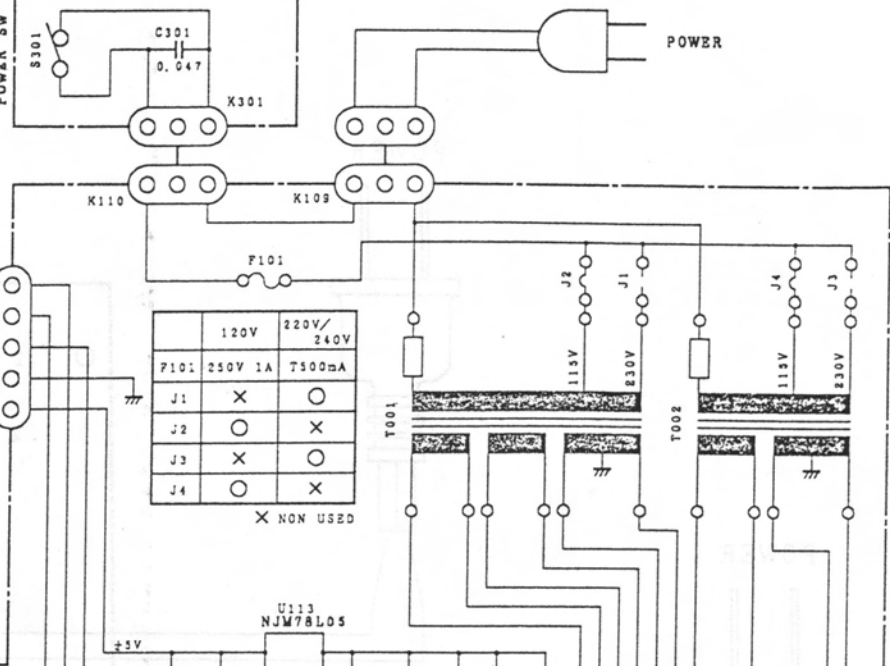 POWER SW
S301
C301
0.047
K301
POWER
K110
K109
F101
J2
J1
J4
J3
120V 220V/240V
F101 250V 1A T500mA
J1 × ○
J2 ○ ×
J3 × ○
J4 ○ ×
× NON USED
115V
230V
115V
230V
T001
T002
U113
NJM78L05
+5V